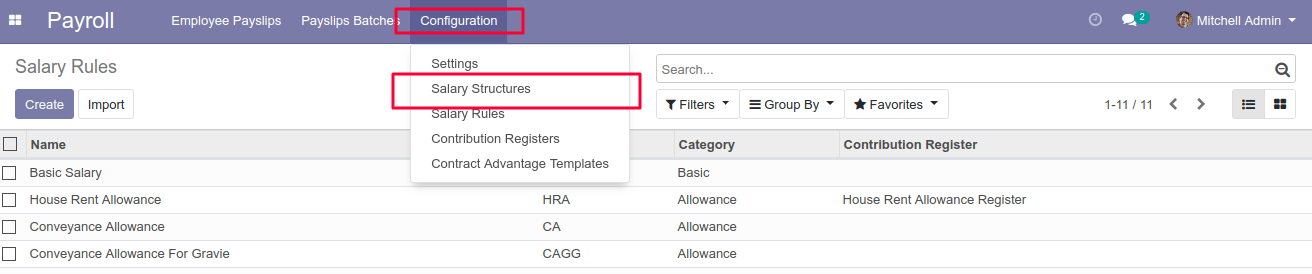 Payroll Employee Payslips Payslips Batches Configuration 2 Mitchell Admin
Salary Rules
Settings
Search...
Salary Structures
Create Import
Filters Group By Favorites 1-11 / 11
Salary Rules
Contribution Registers
Name Category Contribution Register
Contract Advantage Templates
Basic Salary Basic
House Rent Allowance HRA Allowance House Rent Allowance Register
Conveyance Allowance CA Allowance
Conveyance Allowance For Gravie CAGG Allowance